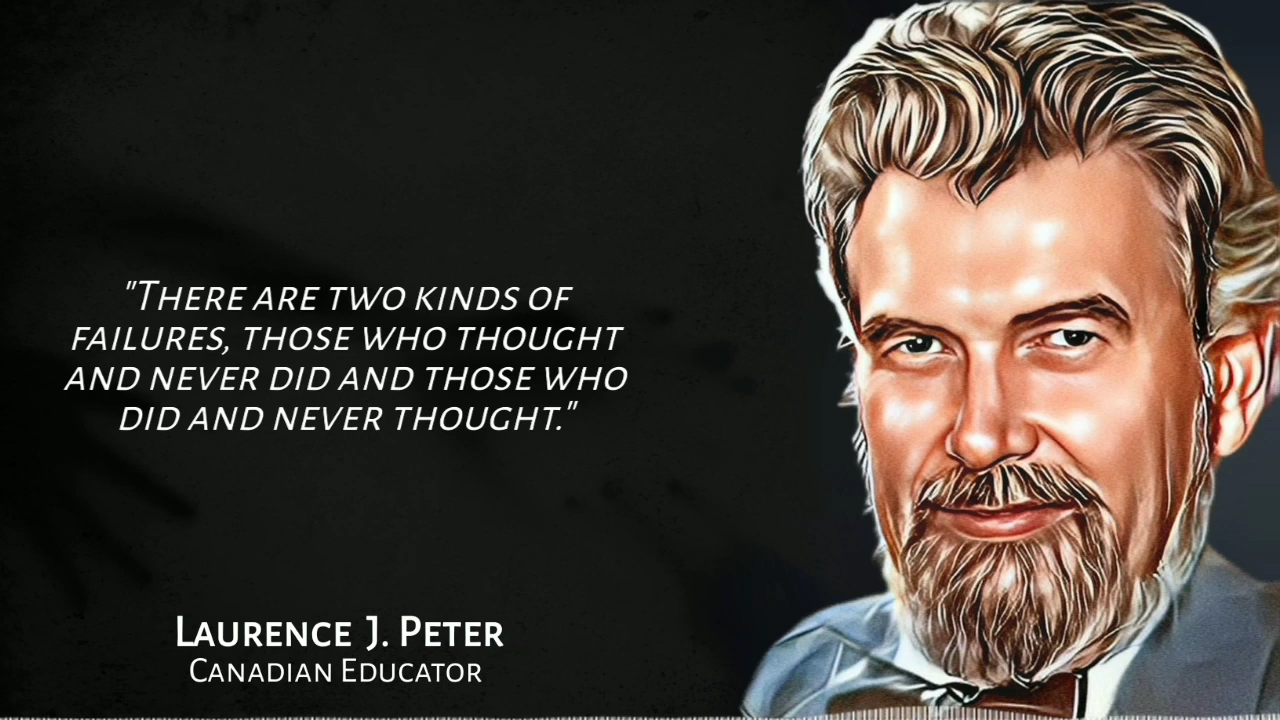 "There are two kinds of
failures, those who thought
and never did and those who
did and never thought."
Laurence J. Peter
Canadian Educator